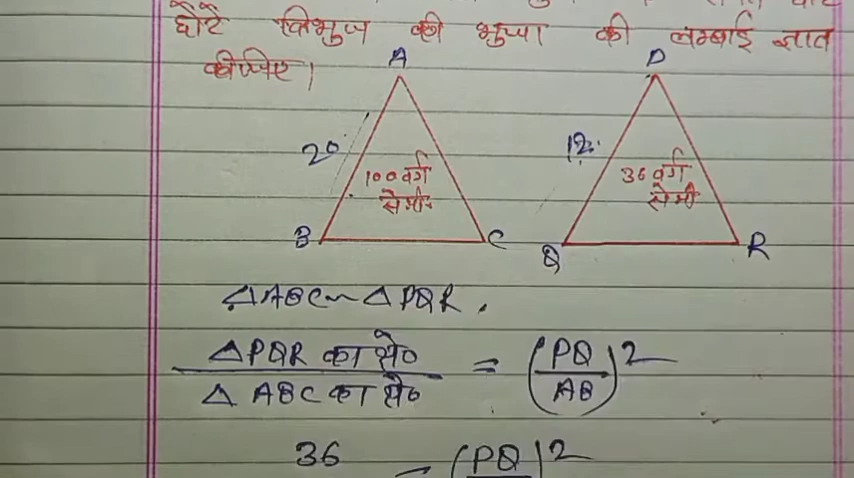 छोटे त्रिभुज की भुजा की लम्बाई ज्ञात
कीजिए।
A D
20 12
100 वर्ग 36 वर्ग
सेमी॰ सेमी
B C Q R
△ABC ~ △PQR .
△PQR का क्षे०
△ ABC का क्षे०
= (PQ/AB)2
36
= (PQ)2